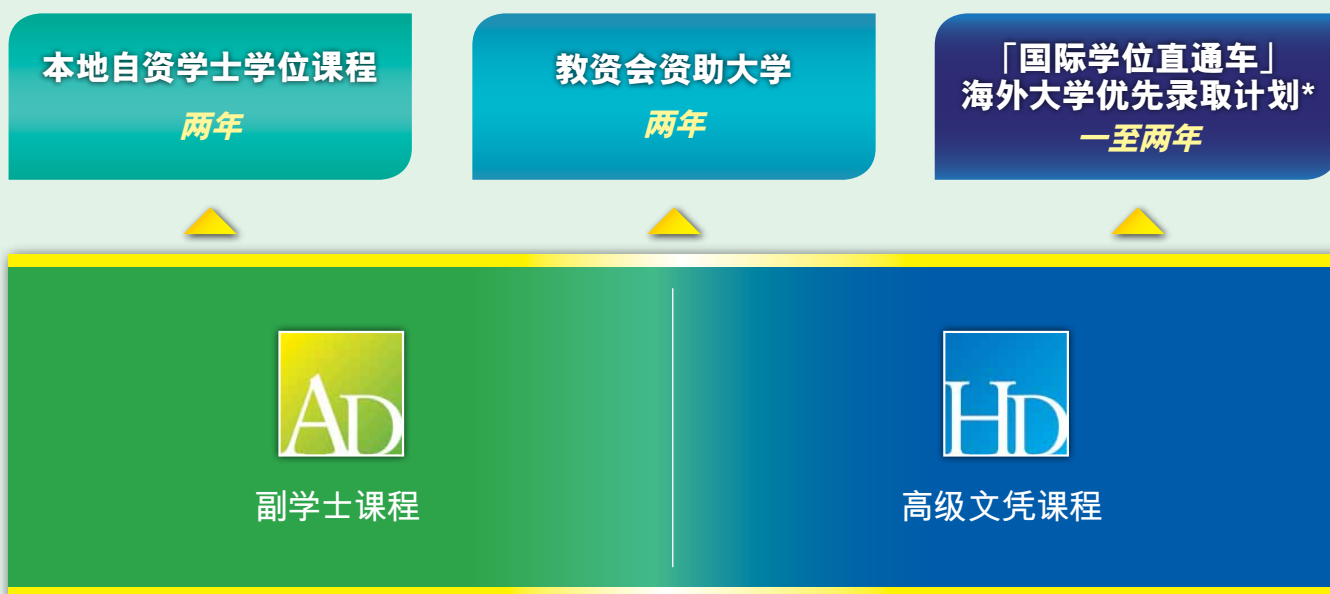 本地自资学士学位课程
两年
教资会资助大学
两年
「国际学位直通车」
海外大学优先录取计划*
一至两年
AD
副学士课程
HD
高级文凭课程